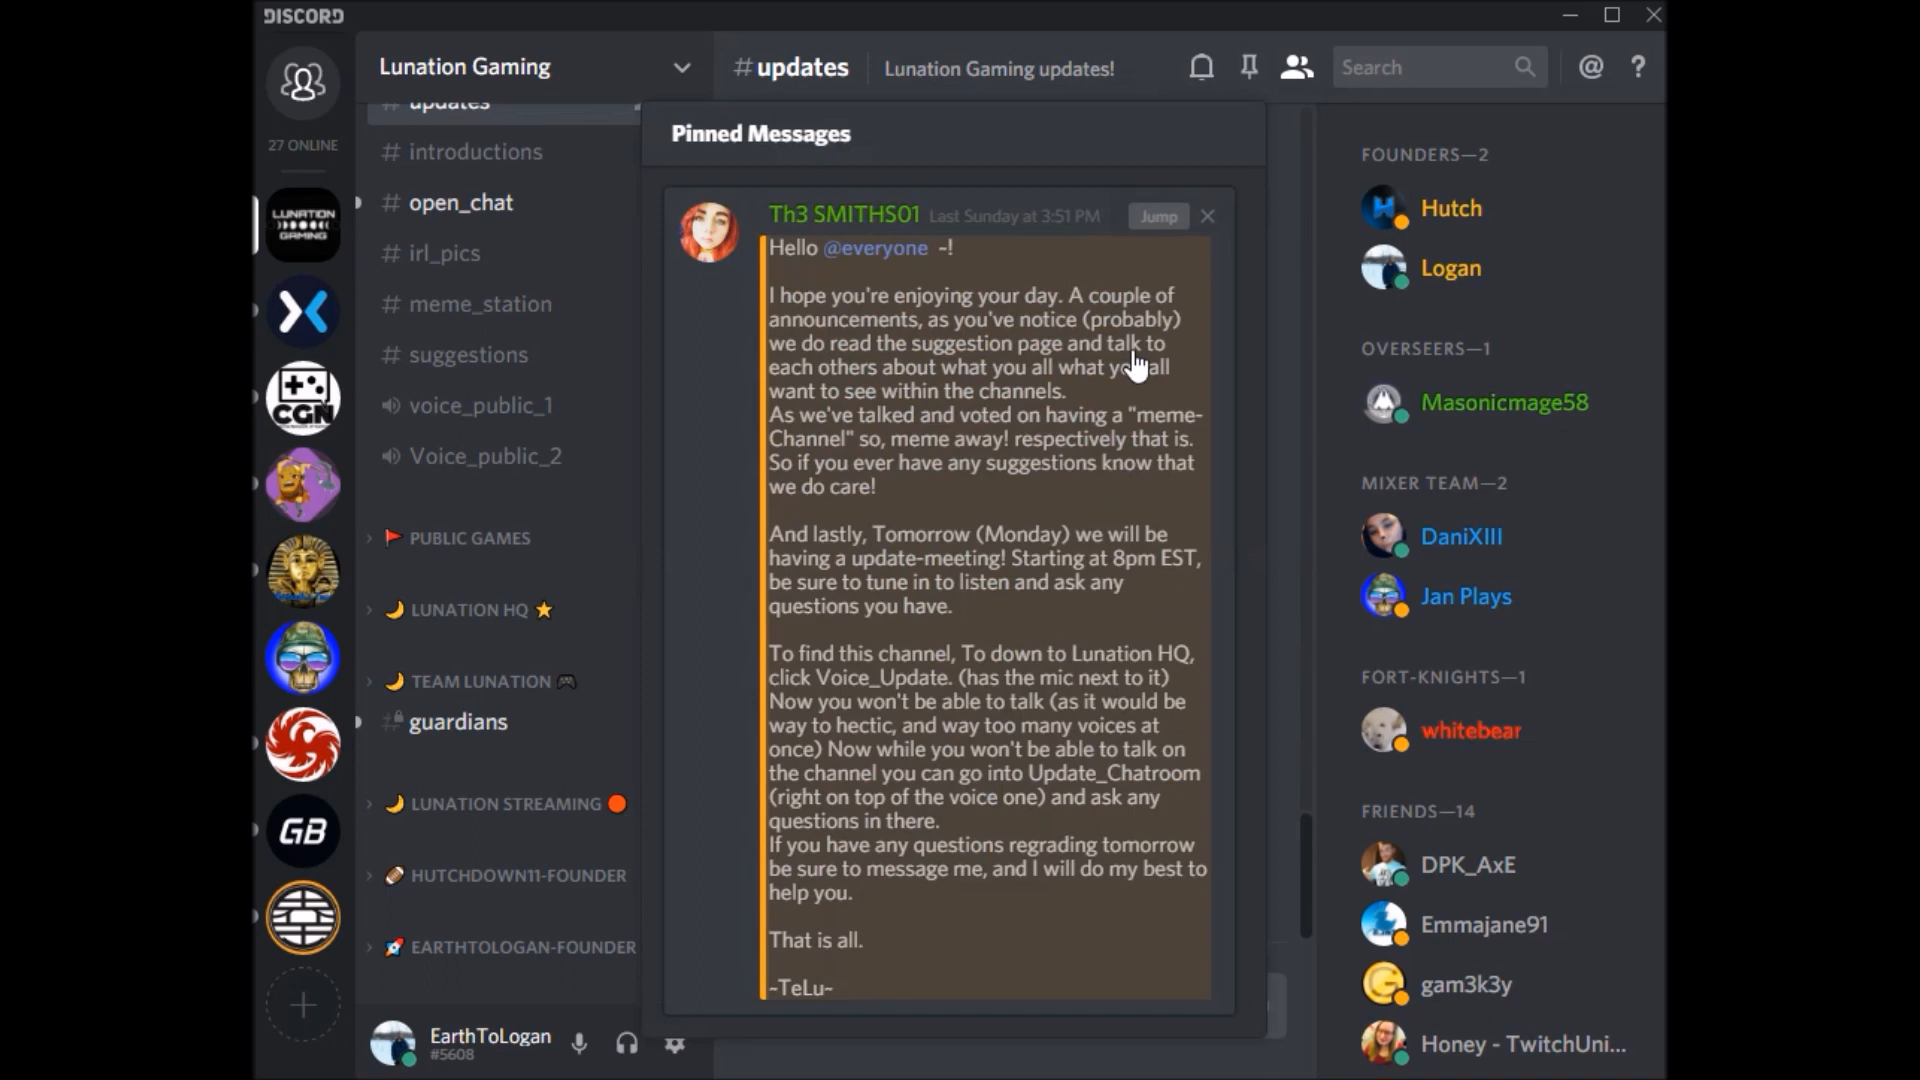 DISCORD
27 ONLINE
LUNATION
GAMING
CGN
GB
Lunation Gaming
# updates
# introductions
# open_chat
# irl_pics
# meme_station
# suggestions
voice_public_1
Voice_public_2
PUBLIC GAMES
LUNATION HQ
TEAM LUNATION
guardians
LUNATION STREAMING
HUTCHDOWN11-FOUNDER
EARTHTOLOGAN-FOUNDER
EarthToLogan
#5608
# updates
Lunation Gaming updates!
Search
@ ?
Pinned Messages
Th3 SMITHS01 Last Sunday at 3:51 PM
Jump
Hello @everyone ~!
I hope you're enjoying your day. A couple of
announcements, as you've notice (probably)
we do read the suggestion page and talk to
each others about what you all what you all
want to see within the channels.
As we've talked and voted on having a "meme-
Channel" so, meme away! respectively that is.
So if you ever have any suggestions know that
we do care!
And lastly, Tomorrow (Monday) we will be
having a update-meeting! Starting at 8pm EST,
be sure to tune in to listen and ask any
questions you have.
To find this channel, To down to Lunation HQ,
click Voice_Update. (has the mic next to it)
Now you won't be able to talk (as it would be
way to hectic, and way too many voices at
once) Now while you won't be able to talk on
the channel you can go into Update_Chatroom
(right on top of the voice one) and ask any
questions in there.
If you have any questions regrading tomorrow
be sure to message me, and I will do my best to
help you.
That is all.
~TeLu~
FOUNDERS—2
Hutch
Logan
OVERSEERS—1
Masonicmage58
MIXER TEAM—2
DaniXIII
Jan Plays
FORT-KNIGHTS—1
whitebear
FRIENDS—14
DPK_AxE
Emmajane91
gam3k3y
Honey - TwitchUni...